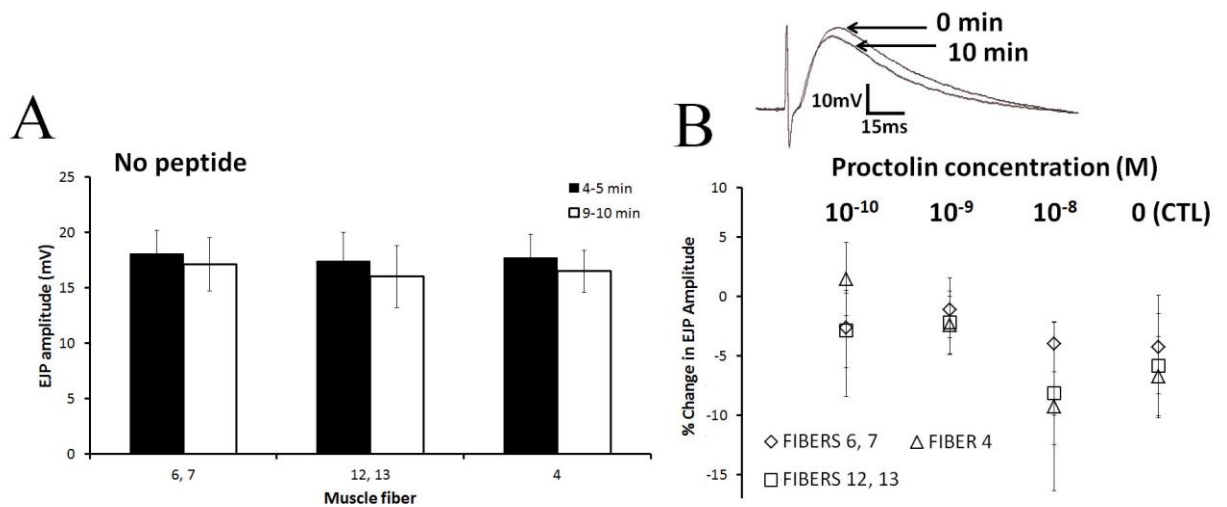 A
No peptide
EJP amplitude (mV)
25
20
15
10
5
0
4-5 min
9-10 min
6, 7
12, 13
4
Muscle fiber
0 min
10 min
10mV
15ms
B
Proctolin concentration (M)
10⁻¹⁰ 10⁻⁹ 10⁻⁸ 0 (CTL)
% Change in EJP Amplitude
10
5
0
-5
-10
-15
FIBERS 6, 7
FIBER 4
FIBERS 12, 13